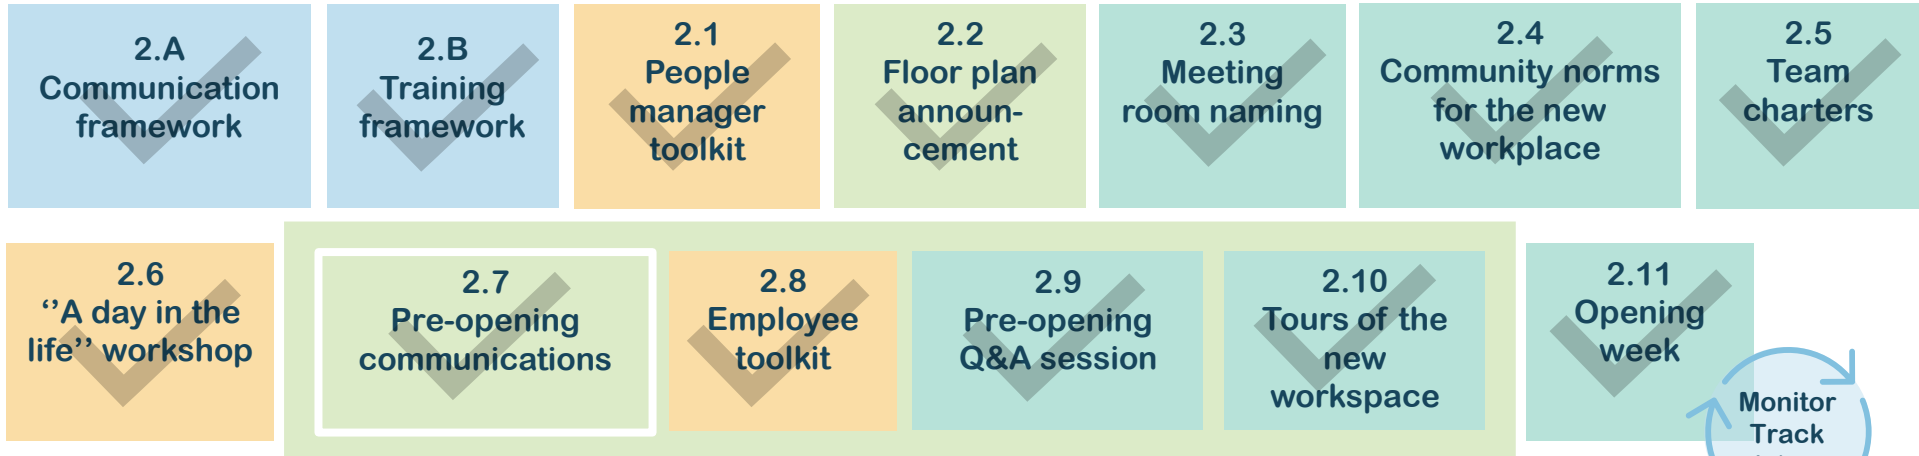 2.A
Communication
framework
2.B
Training
framework
2.1
People
manager
toolkit
2.2
Floor plan
announ-
cement
2.3
Meeting
room naming
2.4
Community norms
for the new
workplace
2.5
Team
charters
2.6
‘’A day in the
life’’ workshop
2.7
Pre-opening
communications
2.8
Employee
toolkit
2.9
Pre-opening
Q&A session
2.10
Tours of the
new
workspace
2.11
Opening
week
Monitor
Track